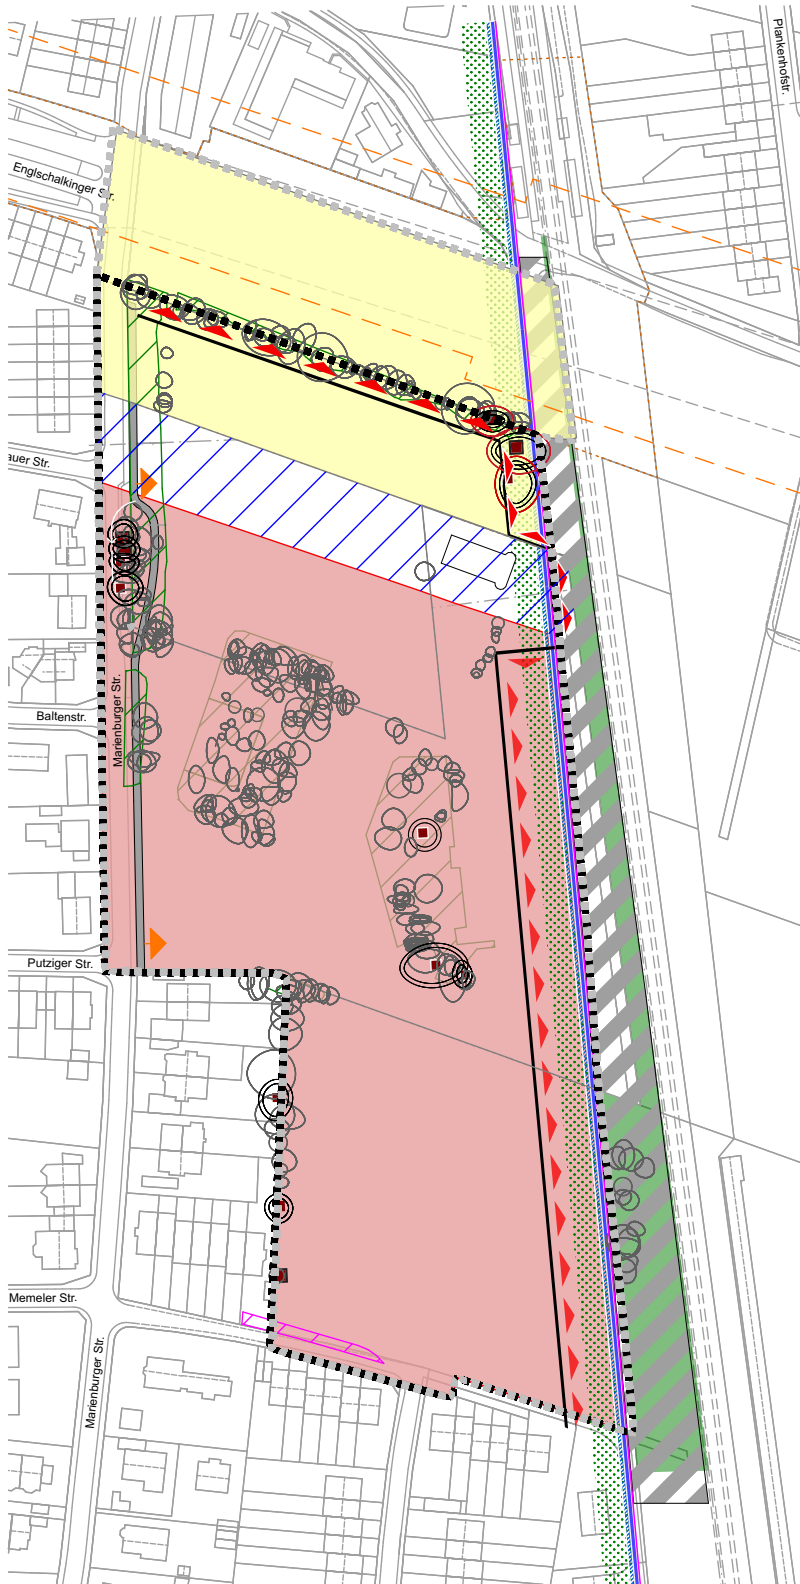 Plankenhofstr.
Englschalkinger Str.
auer Str.
Marienburger Str.
Baltenstr.
Putziger Str.
Memeler Str.
Marienburger Str.